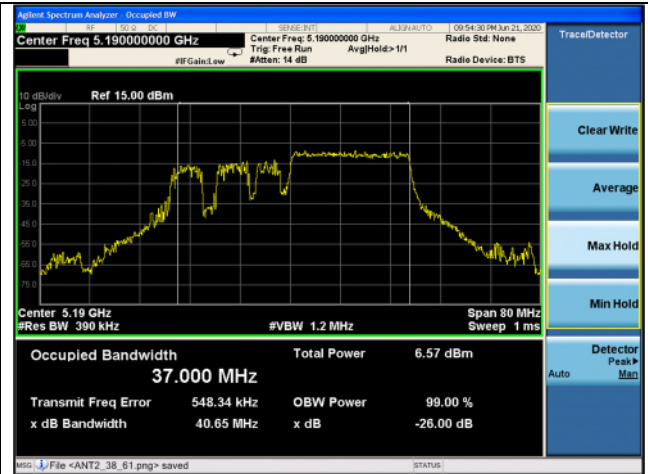 Agilent Spectrum Analyzer - Occupied BW
RF 50 Ω DC SENSE:INT ALIGNAUTO 09:54:30 PM Jun 21, 2020
Center Freq 5.190000000 GHz
Center Freq: 5.190000000 GHz
Radio Std: None
Trig: Free Run Avg|Hold:>1/1
#IFGain:Low #Atten: 14 dB
Radio Device: BTS
Trace/Detector
10 dB/div Ref 15.00 dBm
Log
5.00
-5.00
-15.0
-25.0
-35.0
-45.0
-55.0
-65.0
-75.0
Center 5.19 GHz Span 80 MHz
#Res BW 390 kHz #VBW 1.2 MHz Sweep 1 ms
Occupied Bandwidth Total Power 6.57 dBm
37.000 MHz
Transmit Freq Error 548.34 kHz OBW Power 99.00 %
x dB Bandwidth 40.65 MHz x dB -26.00 dB
Clear Write
Average
Max Hold
Min Hold
Detector
Peak▶
Auto Man
MSG File <ANT2_38_61.png> saved STATUS